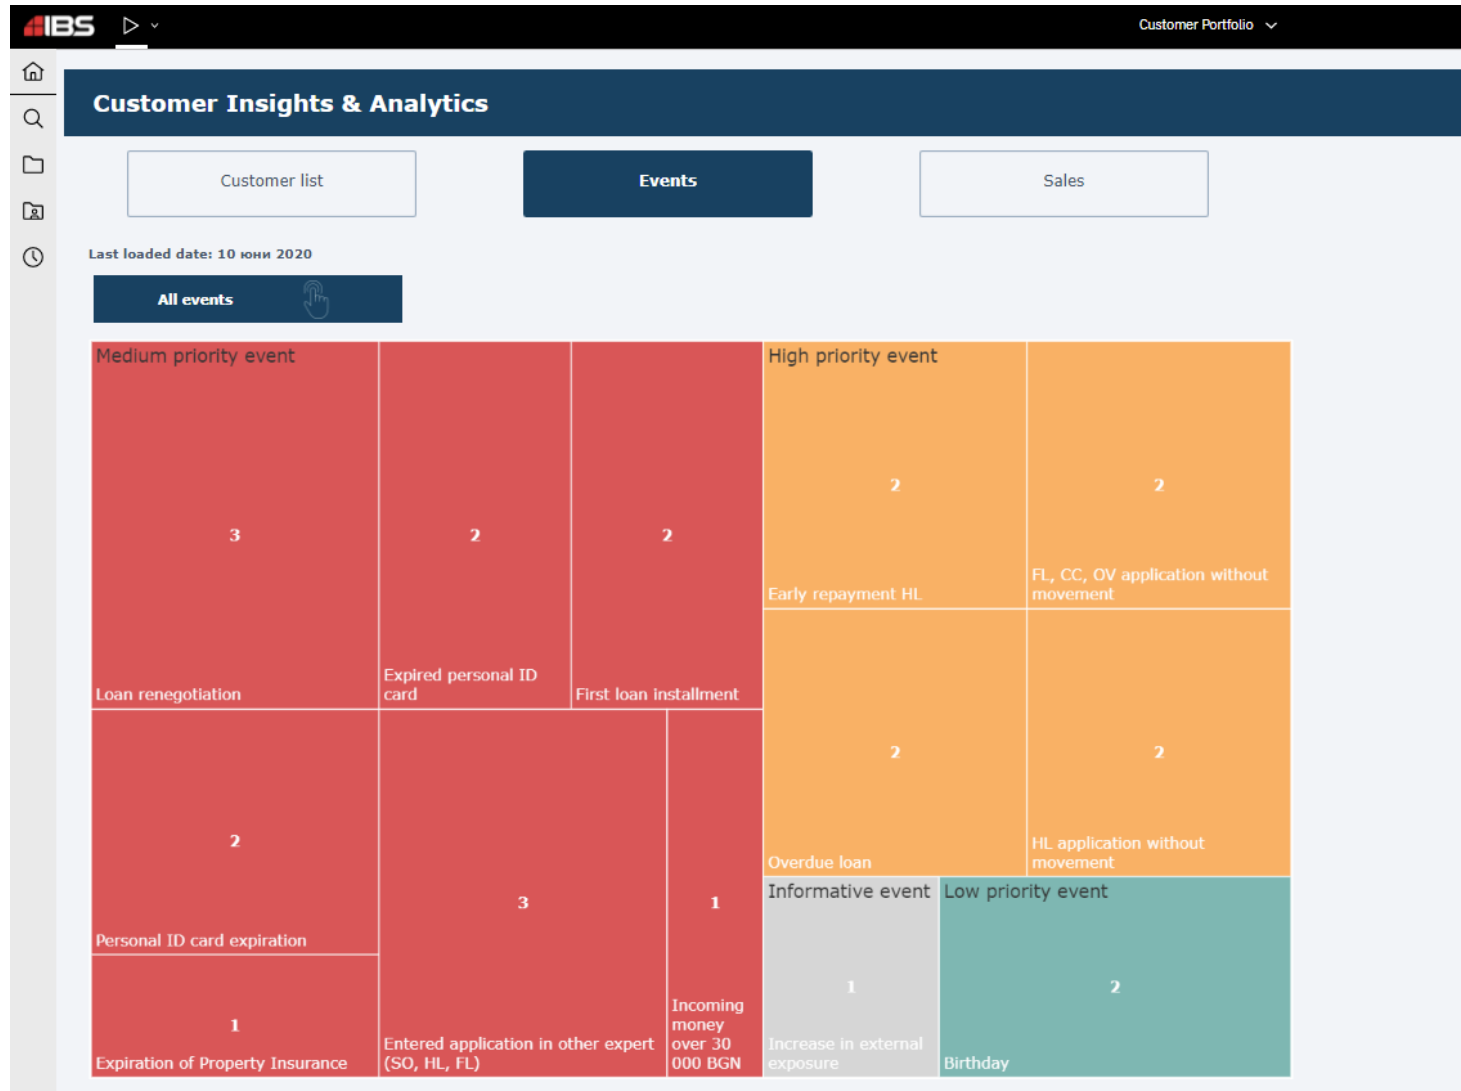 IBS
Customer Portfolio
Customer Insights & Analytics
Customer list
Events
Sales
Last loaded date: 10 юни 2020
All events
Medium priority event
3
Loan renegotiation
2
Expired personal ID
card
2
First loan installment
2
Personal ID card expiration
1
Expiration of Property Insurance
3
Entered application in other expert
(SO, HL, FL)
1
Incoming
money
over 30
000 BGN
High priority event
2
Early repayment HL
2
FL, CC, OV application without
movement
2
Overdue loan
2
HL application without
movement
Informative event
1
Increase in external
exposure
Low priority event
2
Birthday